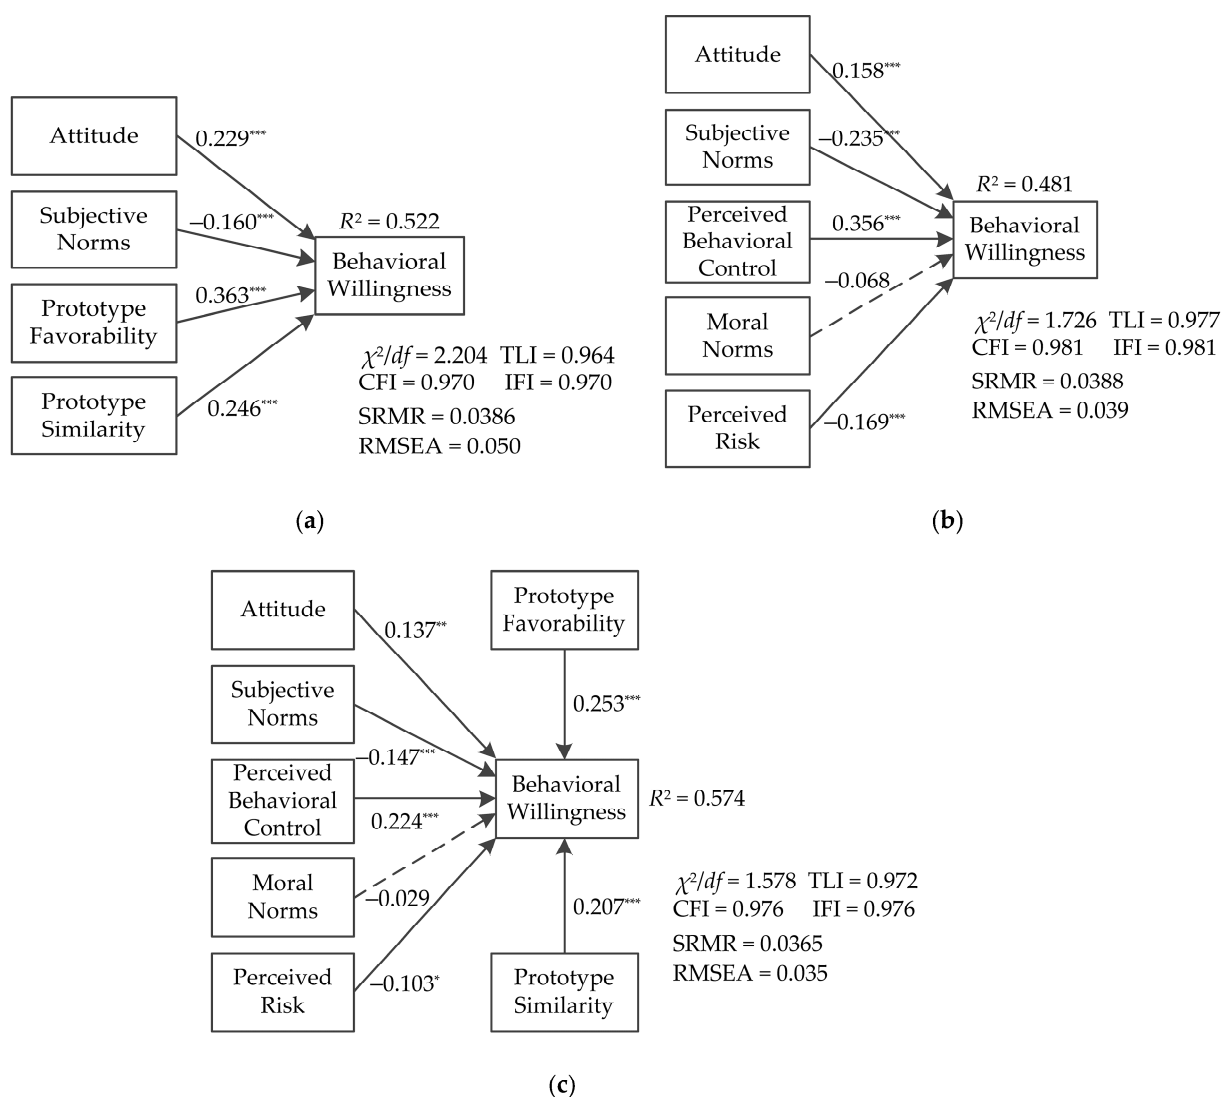 Attitude
0.229***
Subjective
Norms
−0.160***
R² = 0.522
Behavioral
Willingness
Prototype
Favorability
0.363***
Prototype
Similarity
0.246***
χ²/df = 2.204 TLI = 0.964
CFI = 0.970 IFI = 0.970
SRMR = 0.0386
RMSEA = 0.050
(a)
Attitude
0.158***
Subjective
Norms
−0.235***
R² = 0.481
Perceived
Behavioral
Control
0.356***
Behavioral
Willingness
Moral
Norms
−0.068
Perceived
Risk
−0.169***
χ²/df = 1.726 TLI = 0.977
CFI = 0.981 IFI = 0.981
SRMR = 0.0388
RMSEA = 0.039
(b)
Attitude
0.137**
Prototype
Favorability
0.253***
Subjective
Norms
−0.147***
Perceived
Behavioral
Control
0.224***
Behavioral
Willingness
R² = 0.574
Moral
Norms
−0.029
Perceived
Risk
−0.103*
0.207***
Prototype
Similarity
χ²/df = 1.578 TLI = 0.972
CFI = 0.976 IFI = 0.976
SRMR = 0.0365
RMSEA = 0.035
(c)